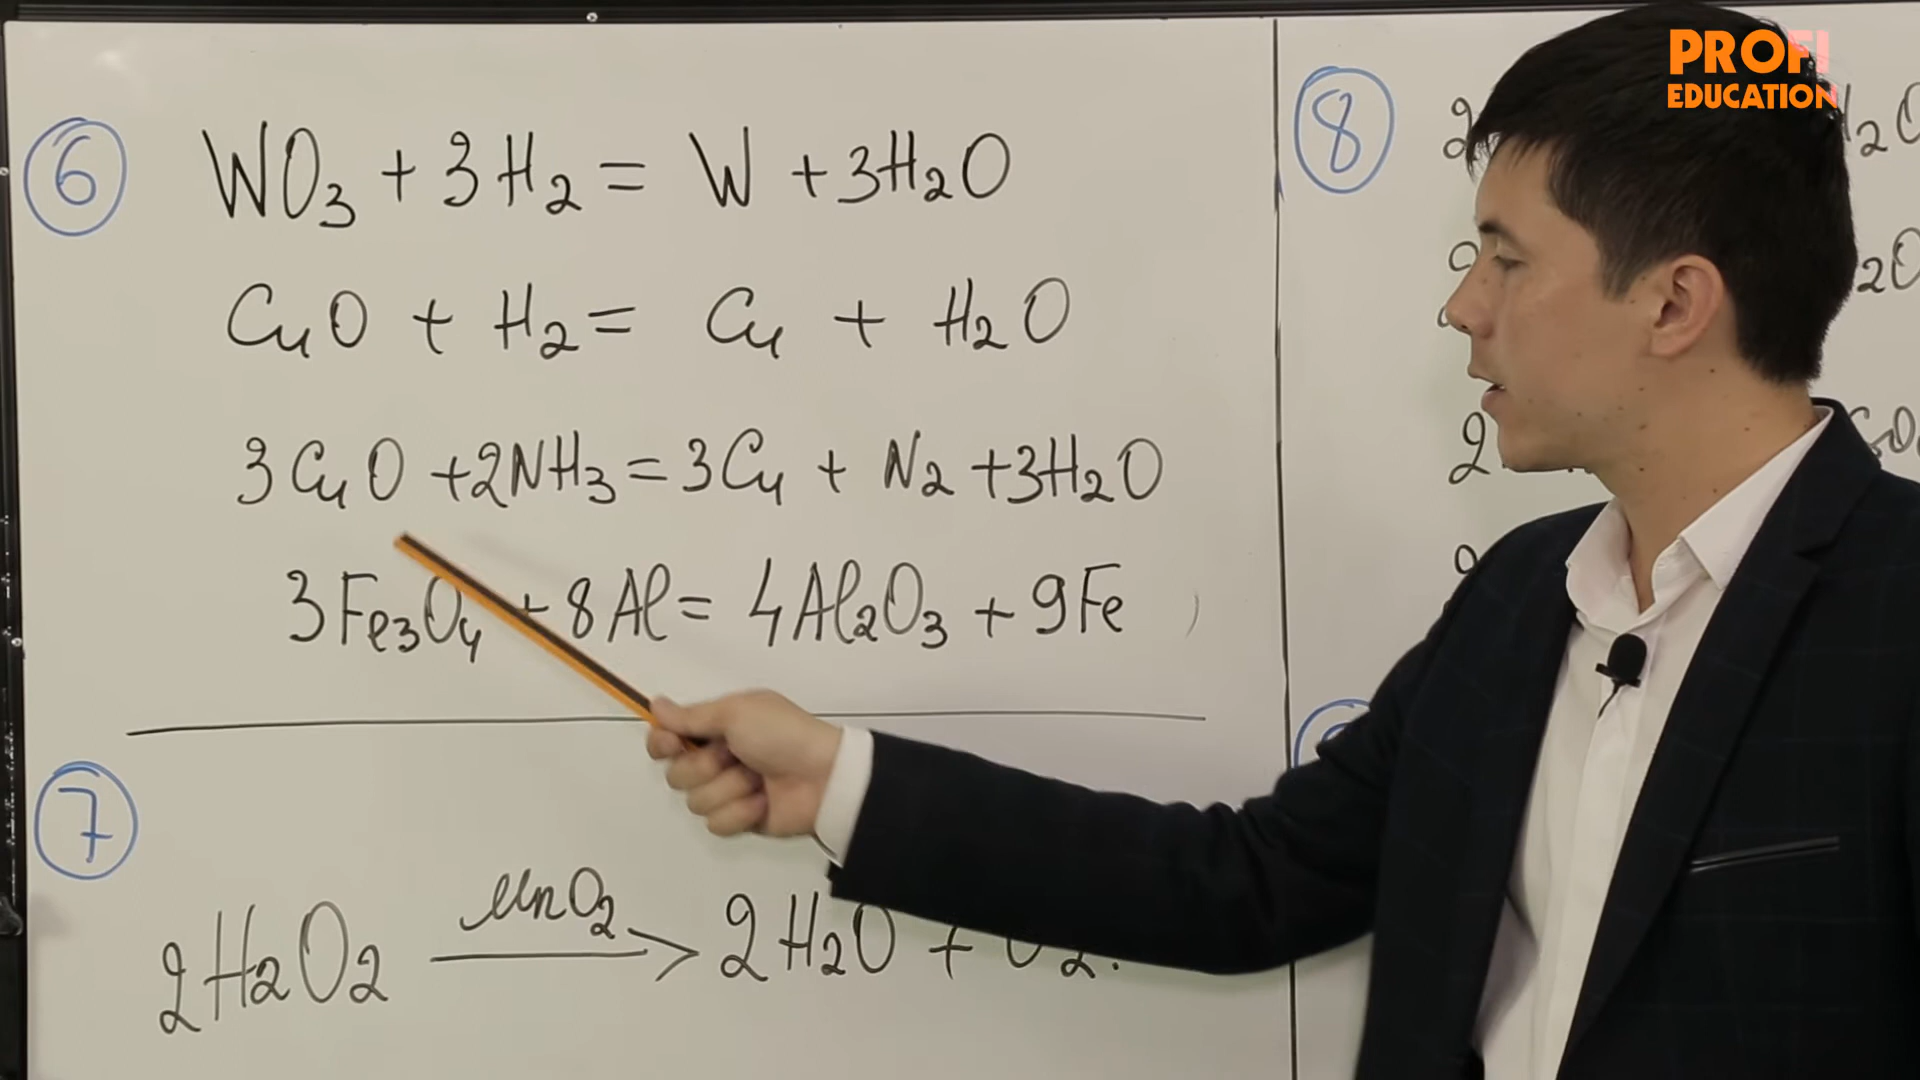 PROFI
EDUCATION
6
WO₃ + 3H₂ = W + 3H₂O
CuO + H₂ = Cu + H₂O
3CuO + 2NH₃ = 3Cu + N₂ + 3H₂O
3Fe₃O₄ + 8Al = 4Al₂O₃ + 9Fe
7
MnO₂
2H₂O₂ ⟶ 2H₂O + O₂.
8